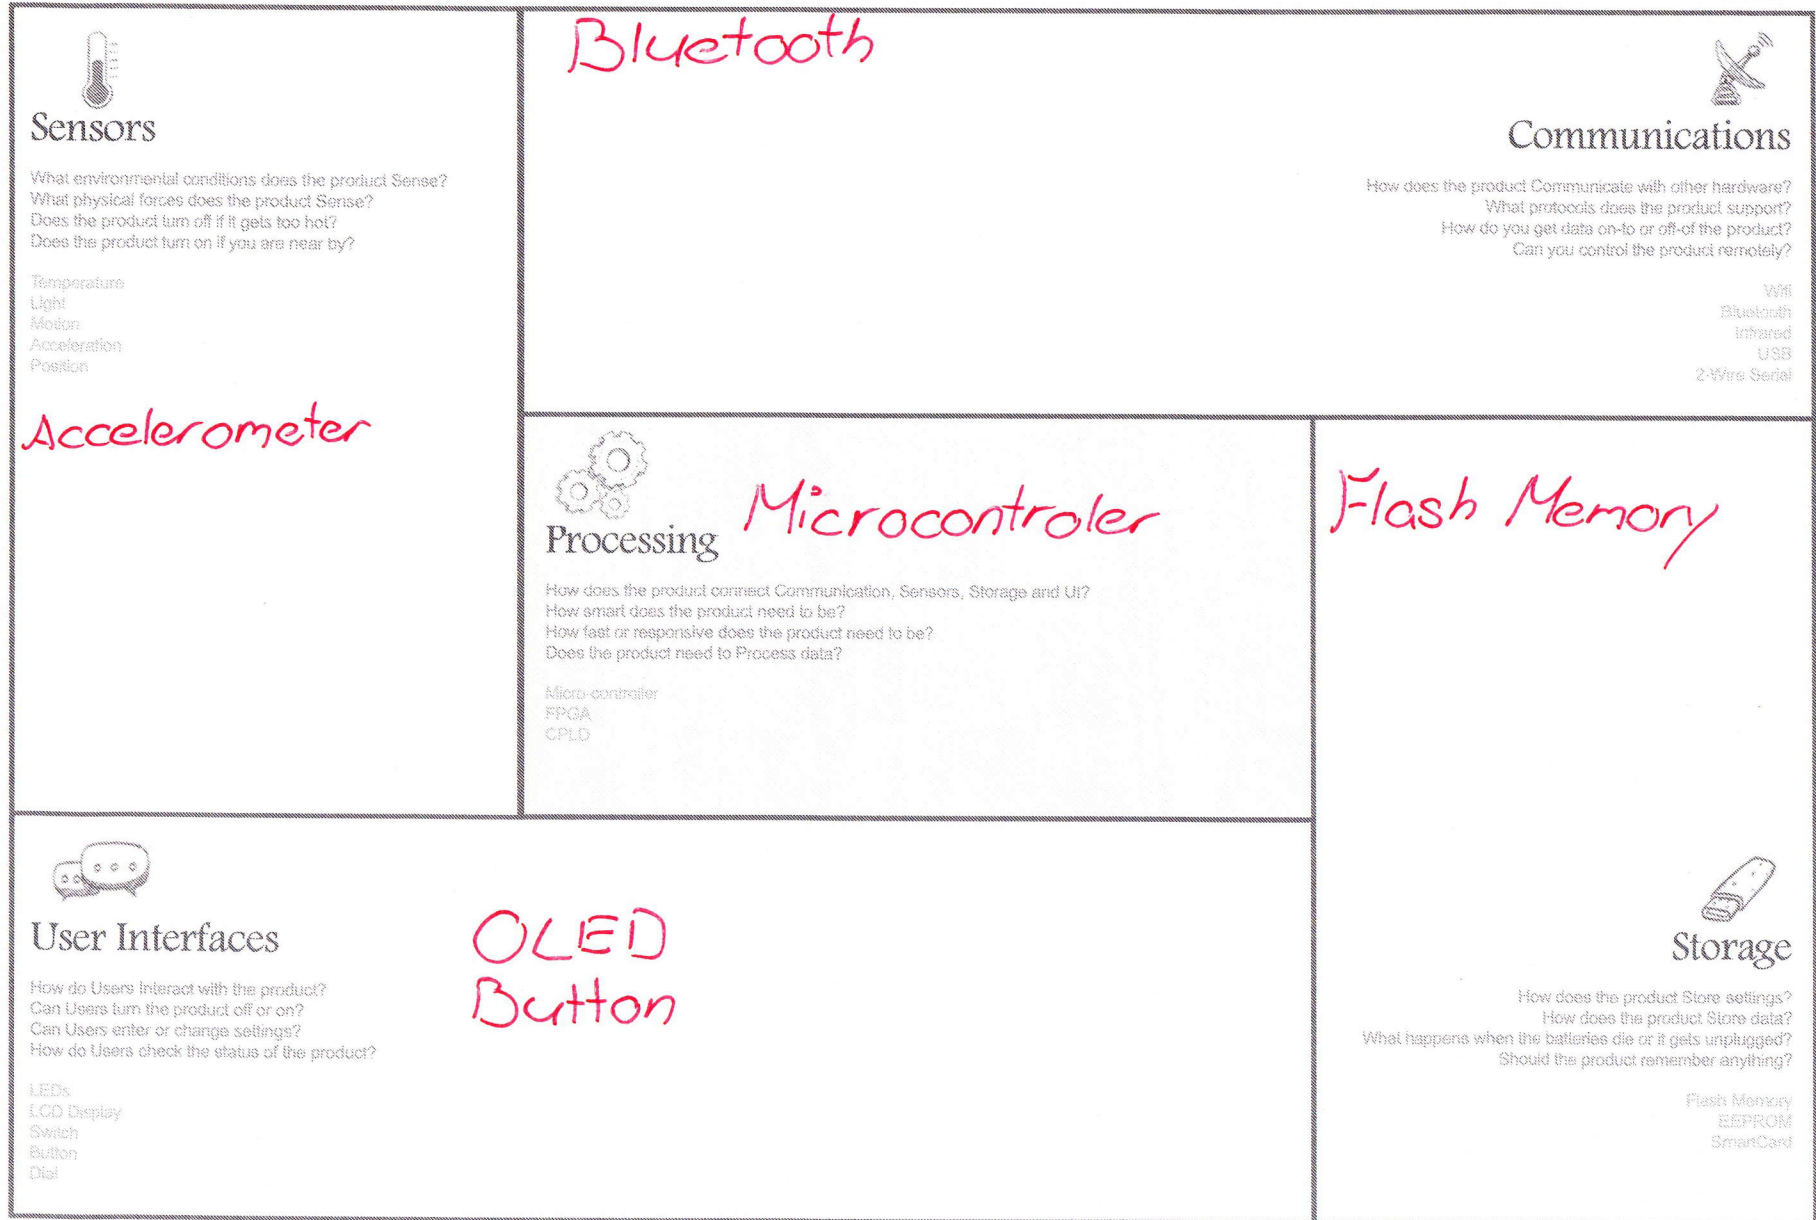 Sensors
What environmental conditions does the product Sense?
What physical forces does the product Sense?
Does the product turn off if it gets too hot?
Does the product turn on if you are near by?
Temperature
Light
Motion
Acceleration
Position
Accelerometer
Bluetooth
Communications
How does the product Communicate with other hardware?
What protocols does the product support?
How do you get data on-to or off-of the product?
Can you control the product remotely?
Wifi
Bluetooth
Infrared
USB
2-Wire Serial
Processing
Microcontroler
How does the product connect Communication, Sensors, Storage and UI?
How smart does the product need to be?
How fast or responsive does the product need to be?
Does the product need to Process data?
Micro-controller
FPGA
CPLD
Flash Memory
Storage
How does the product Store settings?
How does the product Store data?
What happens when the batteries die or it gets unplugged?
Should the product remember anything?
Flash Memory
EEPROM
SmartCard
User Interfaces
OLED
Button
How do Users Interact with the product?
Can Users turn the product off or on?
Can Users enter or change settings?
How do Users check the status of the product?
LEDs
LCD Display
Switch
Button
Dial